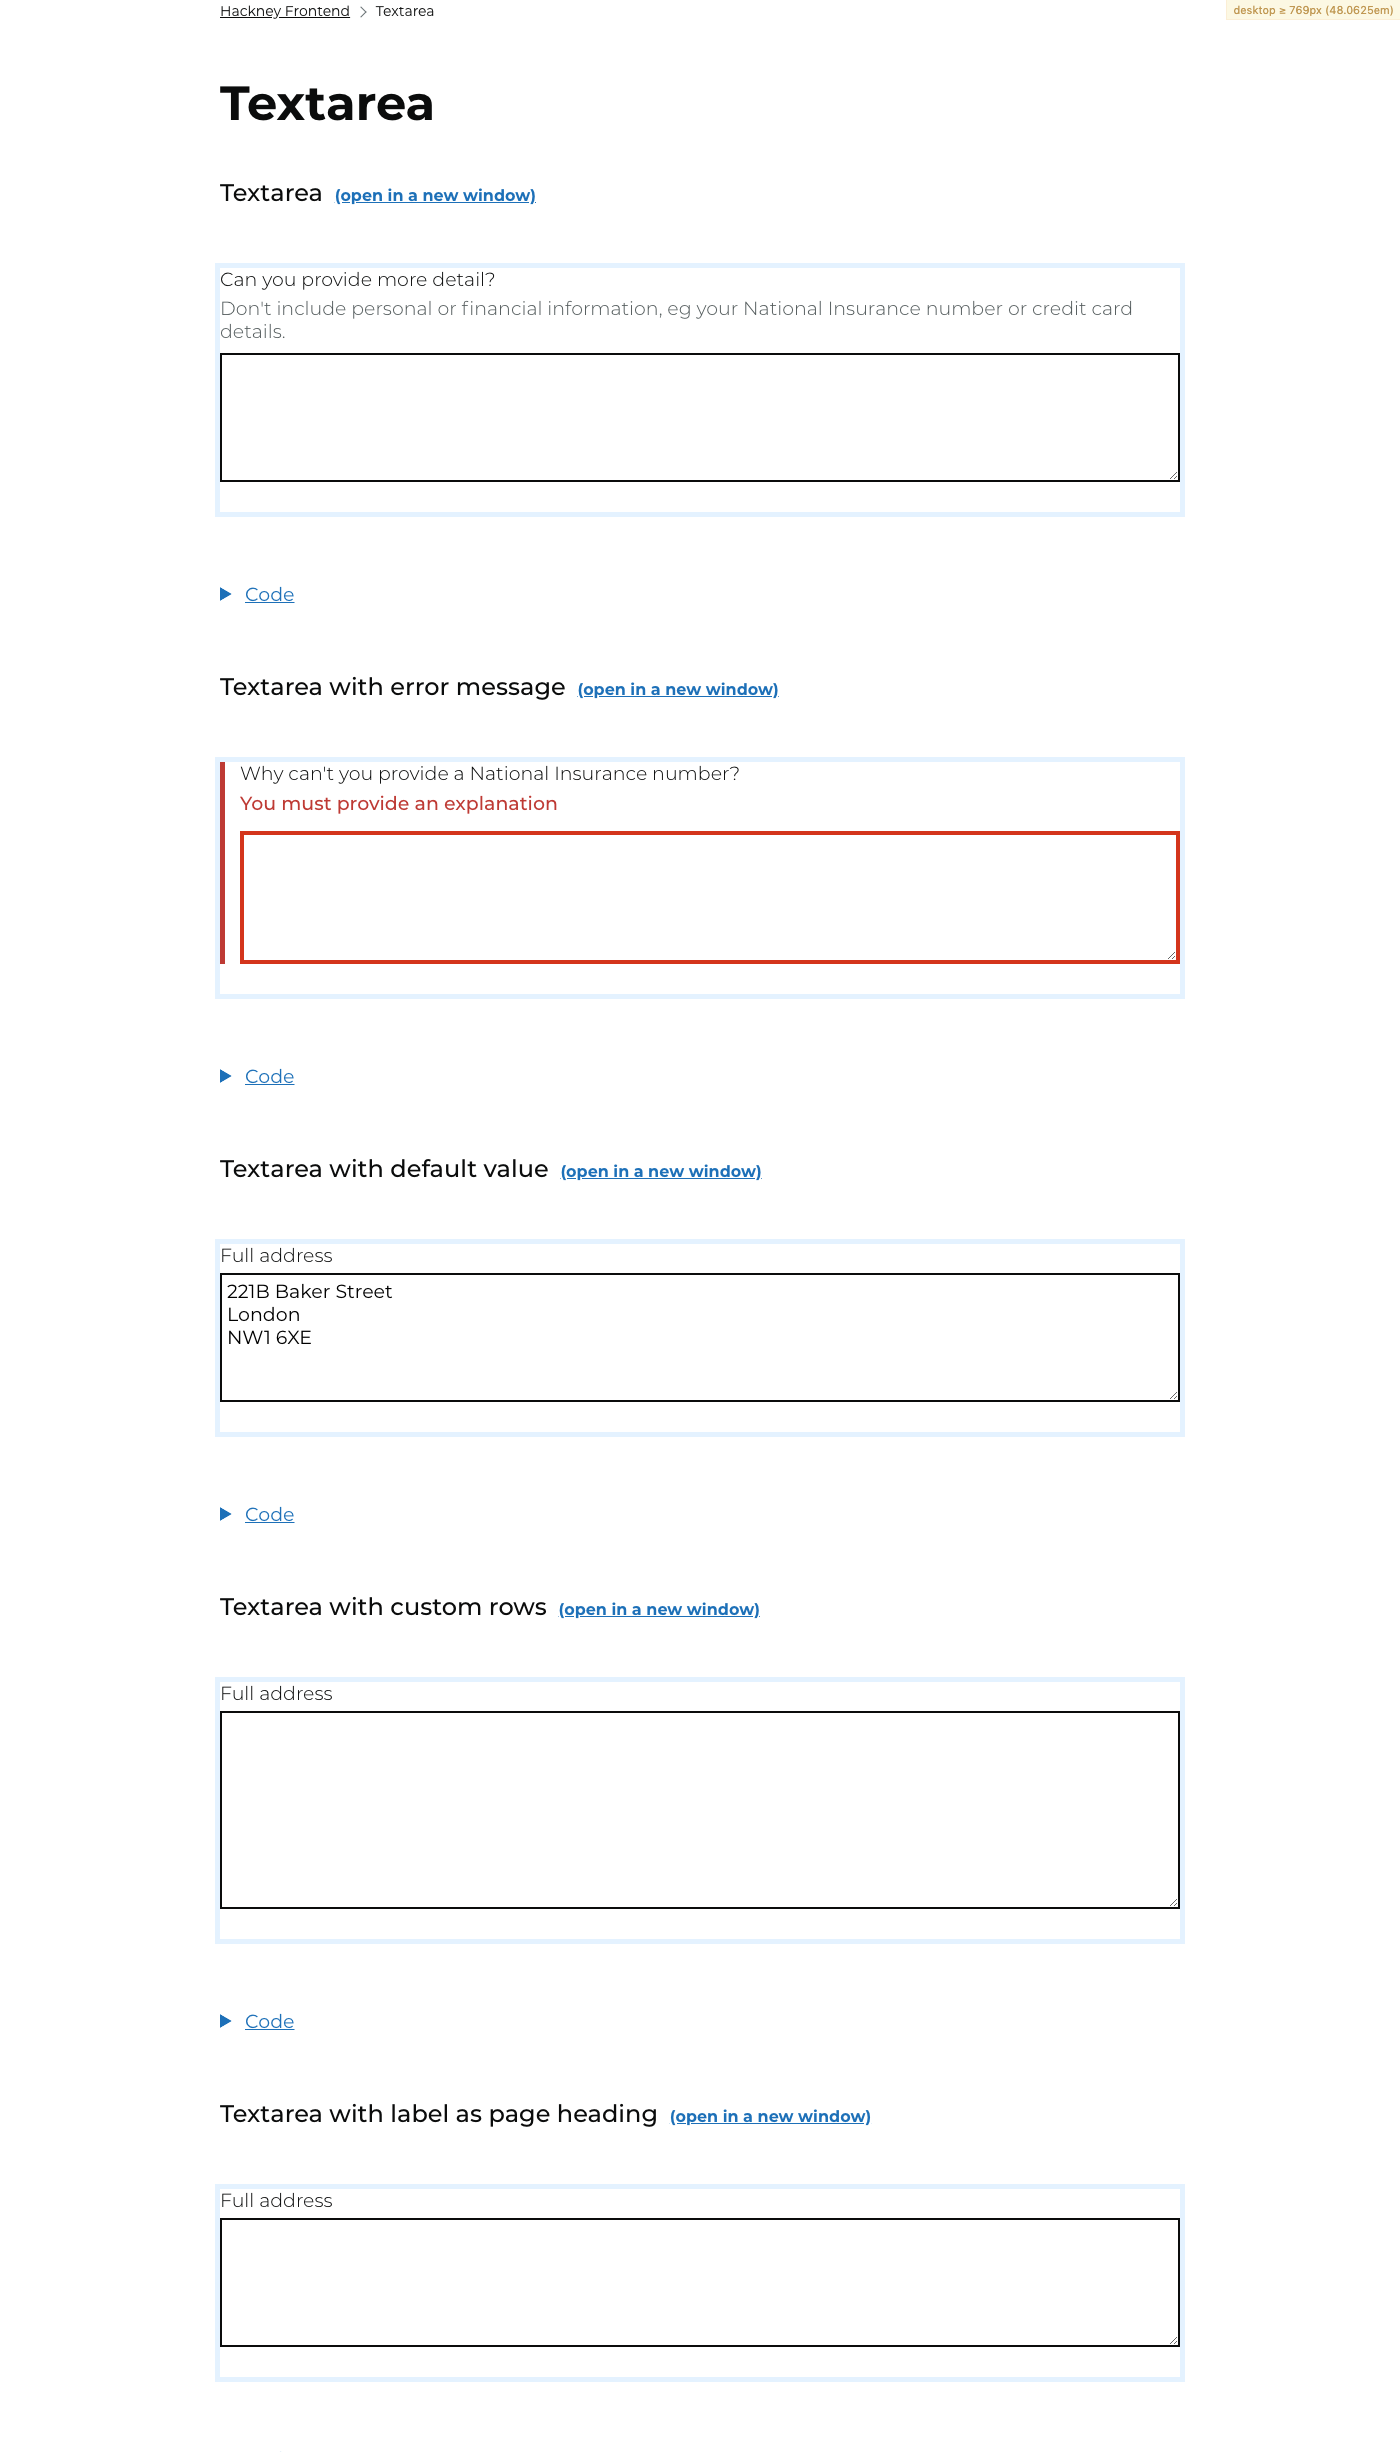 Hackney Frontend Textarea
desktop ≥ 769px (48.0625em)
Textarea
Textarea (open in a new window)
Can you provide more detail?
Don't include personal or financial information, eg your National Insurance number or credit card
details.
Code
Textarea with error message (open in a new window)
Why can't you provide a National Insurance number?
You must provide an explanation
Code
Textarea with default value (open in a new window)
Full address
221B Baker Street
London
NW1 6XE
Code
Textarea with custom rows (open in a new window)
Full address
Code
Textarea with label as page heading (open in a new window)
Full address